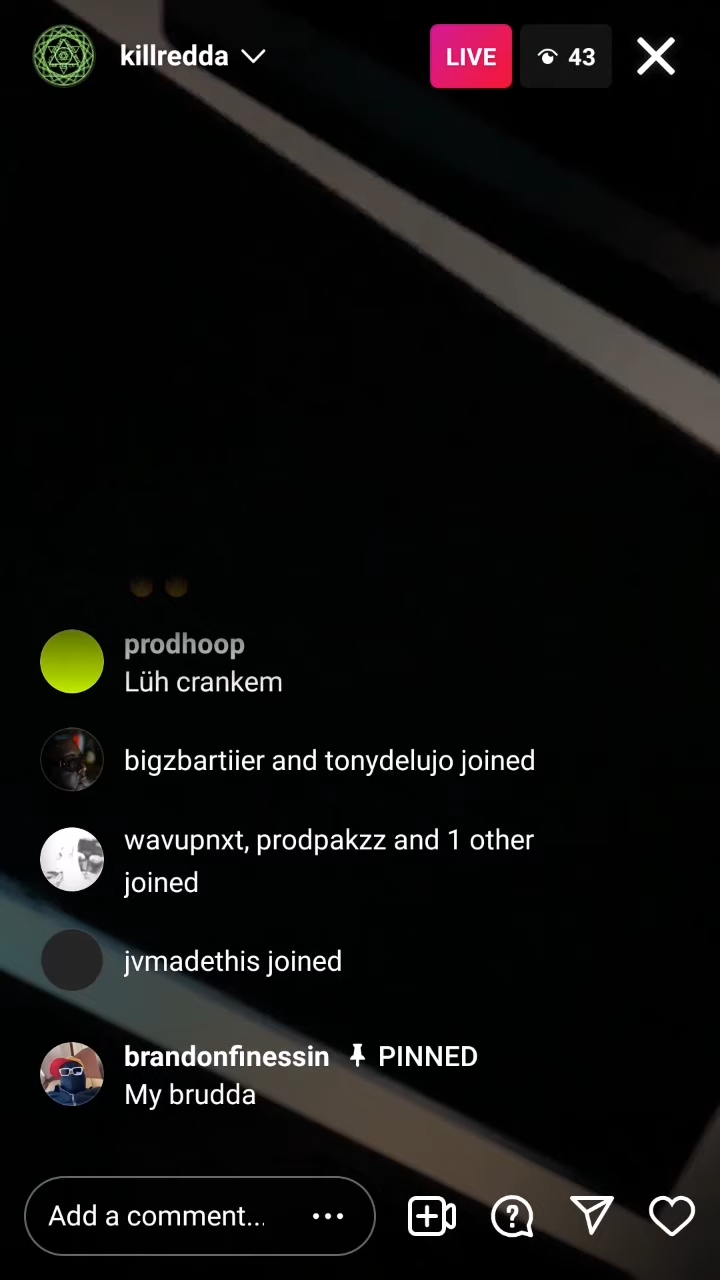 killredda
LIVE
43
prodhoop
Lüh crankem
bigzbartiier and tonydelujo joined
wavupnxt, prodpakzz and 1 other
joined
jvmadethis joined
brandonfinessin PINNED
My brudda
Add a comment...